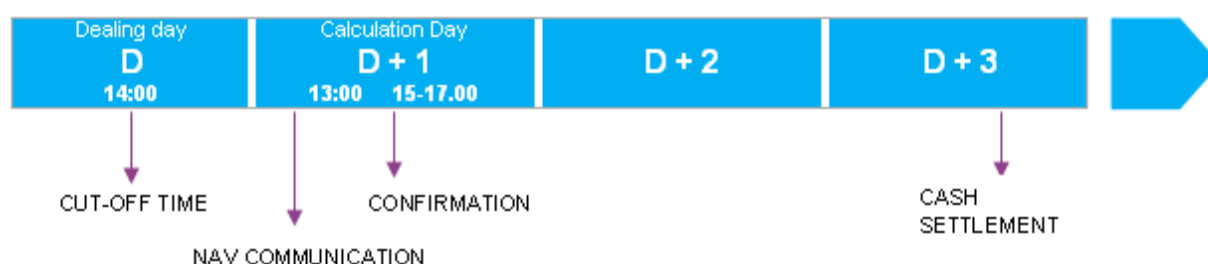 Dealing day
D
14:00
Calculation Day
D + 1
13:00 15-17.00
D + 2
D + 3
CUT-OFF TIME
CONFIRMATION
NAV COMMUNICATION
CASH
SETTLEMENT